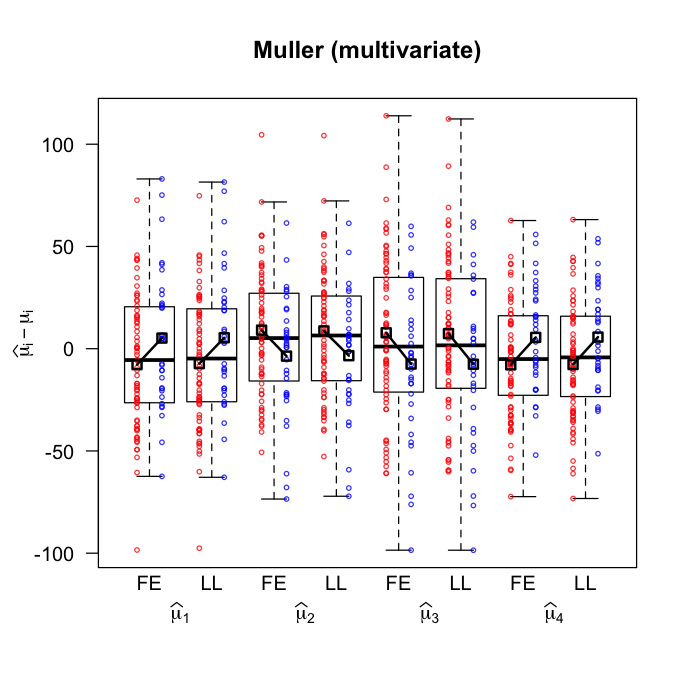 Muller (multivariate)
μ̂i − μi
100
50
0
-50
-100
FE LL FE LL FE LL FE LL
μ̂1 μ̂2 μ̂3 μ̂4